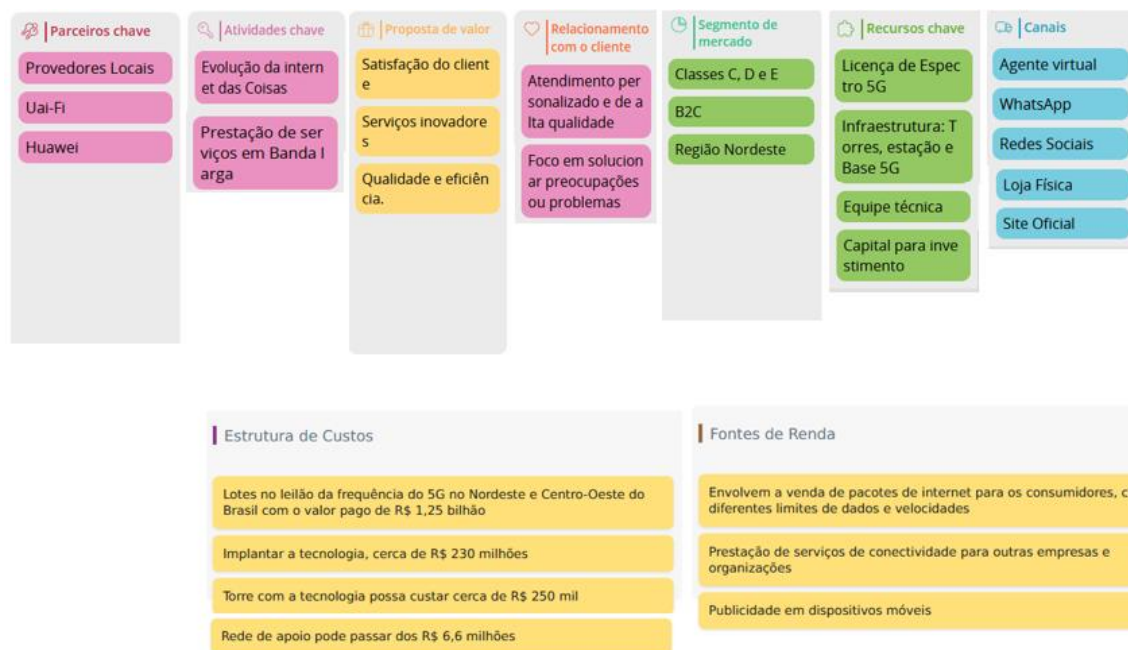 Parceiros chave
Provedores Locais
Uai-Fi
Huawei
Atividades chave
Evolução da intern
et das Coisas
Prestação de ser
viços em Banda l
arga
Proposta de valor
Satisfação do client
e
Serviços inovadore
s
Qualidade e eficiên
cia.
Relacionamento
com o cliente
Atendimento per
sonalizado e de a
lta qualidade
Foco em solucion
ar preocupações
ou problemas
Segmento de
mercado
Classes C, D e E
B2C
Região Nordeste
Recursos chave
Licença de Espec
tro 5G
Infraestrutura: T
orres, estação e
Base 5G
Equipe técnica
Capital para inve
stimento
Canais
Agente virtual
WhatsApp
Redes Sociais
Loja Física
Site Oficial
Estrutura de Custos
Lotes no leilão da frequência do 5G no Nordeste e Centro-Oeste do
Brasil com o valor pago de R$ 1,25 bilhão
Implantar a tecnologia, cerca de R$ 230 milhões
Torre com a tecnologia possa custar cerca de R$ 250 mil
Rede de apoio pode passar dos R$ 6,6 milhões
Fontes de Renda
Envolvem a venda de pacotes de internet para os consumidores, c
diferentes limites de dados e velocidades
Prestação de serviços de conectividade para outras empresas e
organizações
Publicidade em dispositivos móveis